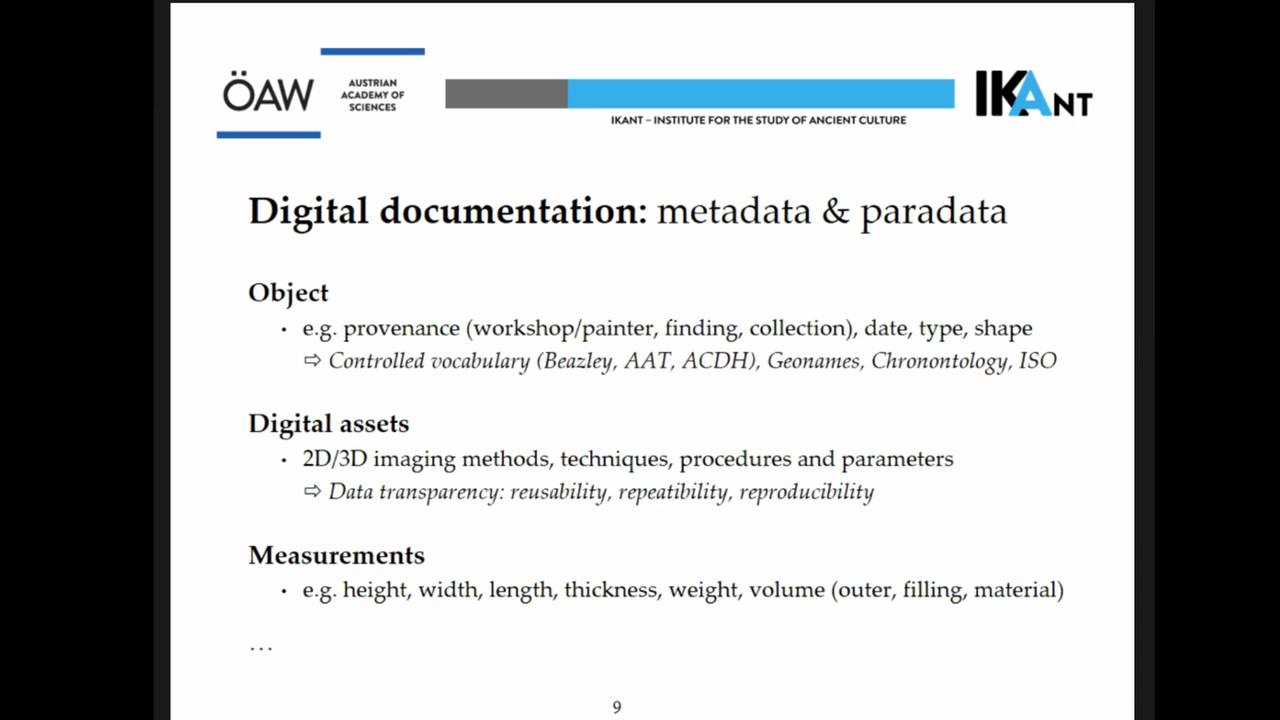 ÖAW
AUSTRIAN
ACADEMY OF
SCIENCES
IKANT – INSTITUTE FOR THE STUDY OF ANCIENT CULTURE
IKANT
Digital documentation: metadata & paradata
Object
• e.g. provenance (workshop/painter, finding, collection), date, type, shape
⇨ Controlled vocabulary (Beazley, AAT, ACDH), Geonames, Chronontology, ISO
Digital assets
• 2D/3D imaging methods, techniques, procedures and parameters
⇨ Data transparency: reusability, repeatibility, reproducibility
Measurements
• e.g. height, width, length, thickness, weight, volume (outer, filling, material)
…
9